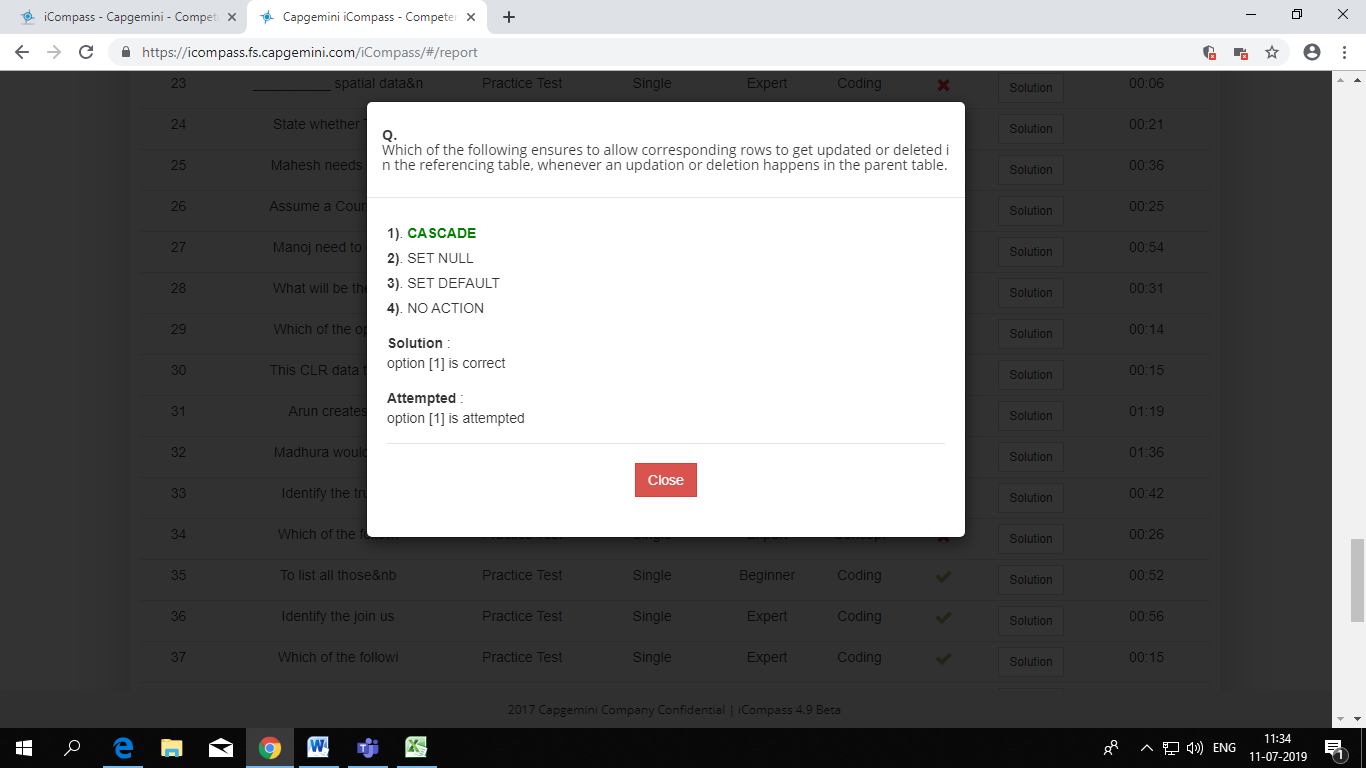 iCompass - Capgemini - Compet
Capgemini iCompass - Competer
https://icompass.fs.capgemini.com/iCompass/#/report
23 __________ spatial data&n Practice Test Single Expert Coding Solution 00:06
24 State whether Solution 00:21
25 Mahesh needs Solution 00:36
26 Assume a Cour Solution 00:25
27 Manoj need to Solution 00:54
28 What will be the Solution 00:31
29 Which of the op Solution 00:14
30 This CLR data t Solution 00:15
31 Arun creates Solution 01:19
32 Madhura would Solution 01:36
33 Identify the tru Solution 00:42
34 Which of the followi Practice Test Single Expert Concept Solution 00:26
35 To list all those&nb Practice Test Single Beginner Coding Solution 00:52
36 Identify the join us Practice Test Single Expert Coding Solution 00:56
37 Which of the followi Practice Test Single Expert Coding Solution 00:15
Q.
Which of the following ensures to allow corresponding rows to get updated or deleted i
n the referencing table, whenever an updation or deletion happens in the parent table.
1). CASCADE
2). SET NULL
3). SET DEFAULT
4). NO ACTION
Solution :
option [1] is correct
Attempted :
option [1] is attempted
Close
2017 Capgemini Company Confidential | iCompass 4.9 Beta
ENG
11:34
11-07-2019
1